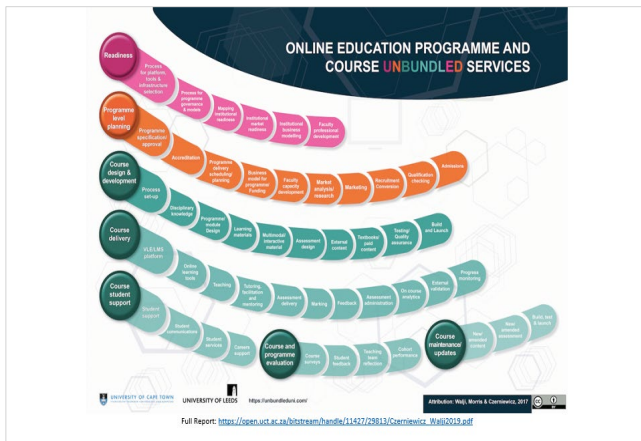 ONLINE EDUCATION PROGRAMME AND
COURSE UNBUNDLED SERVICES
Readiness
Process
for platform,
tools &
infrastructure
selection
Process for
programme
governance
& models
Mapping
institutional
readiness
Institutional
market
readiness
Institutional
business
modelling
Faculty
professional
development
Programme
level
planning
Programme
specification/
approval
Accreditation
Programme
delivery
scheduling/
planning
Business
model for
programme/
Funding
Faculty
capacity
development
Market
analysis/
research
Marketing
Recruitment
Conversion
Qualification
checking
Admissions
Course
design &
development
Process
set-up
Disciplinary
knowledge
Programme/
module
Design
Learning
materials
Multimodal/
interactive
material
Assessment
design
External
content
Textbooks/
paid
content
Testing/
Quality
assurance
Build
and Launch
Course
delivery
VLE/LMS
platform
Online
learning
tools
Teaching
Tutoring,
facilitation
and
mentoring
Assessment
delivery
Marking
Feedback
Assessment
administration
On course
analytics
External
validation
Progress
monitoring
Course
student
support
Student
support
Student
communications
Student
services
Careers
support
Course and
programme
evaluation
Course
surveys
Student
feedback
Teaching
team
reflection
Cohort
performance
Course
maintenance/
updates
New/
amended
content
New/
amended
assessment
Build, test
& launch
UNIVERSITY OF CAPE TOWN
UNIVERSITY OF LEEDS
https://unbundleduni.com/
Attribution: Walji, Morris & Czerniewicz, 2017
CC
BY
Full Report: https://open.uct.ac.za/bitstream/handle/11427/29813/Czerniewicz_Walji2019.pdf